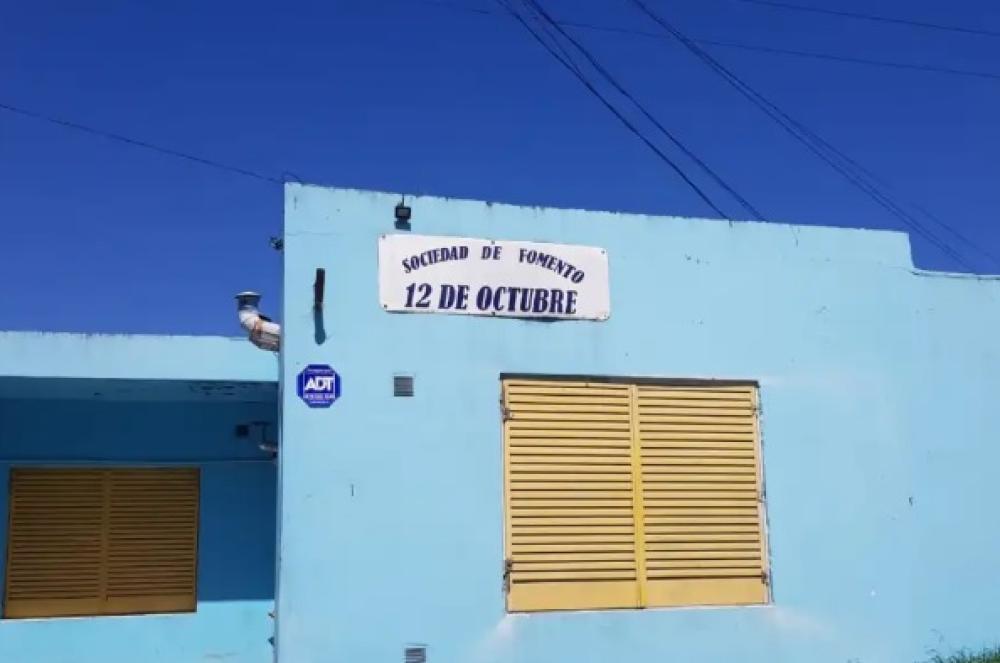 SOCIEDAD DE FOMENTO
12 DE OCTUBRE
ADT